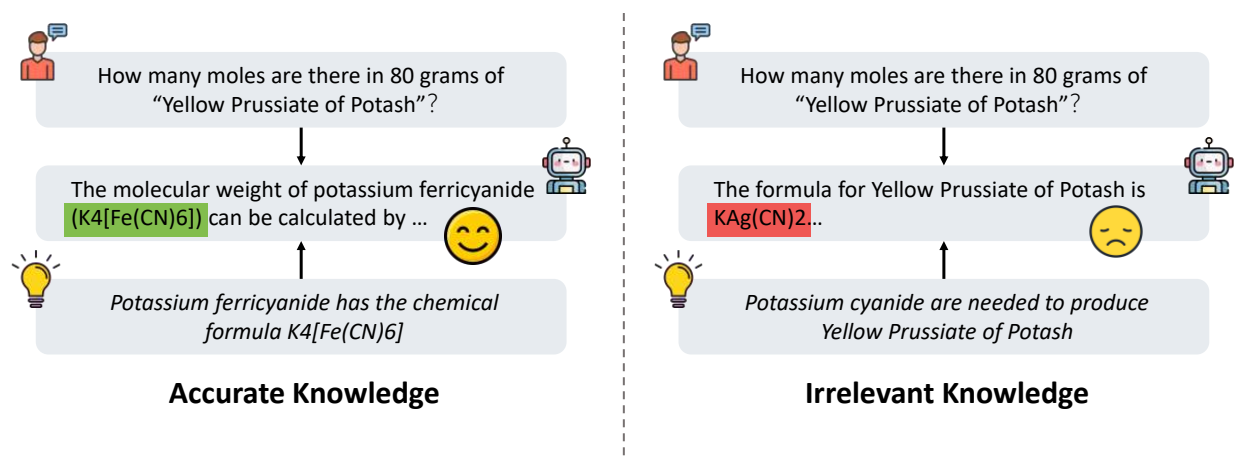 How many moles are there in 80 grams of
“Yellow Prussiate of Potash”？
The molecular weight of potassium ferricyanide
(K4[Fe(CN)6]) can be calculated by ...
Potassium ferricyanide has the chemical
formula K4[Fe(CN)6]
Accurate Knowledge
How many moles are there in 80 grams of
“Yellow Prussiate of Potash”？
The formula for Yellow Prussiate of Potash is
KAg(CN)2...
Potassium cyanide are needed to produce
Yellow Prussiate of Potash
Irrelevant Knowledge